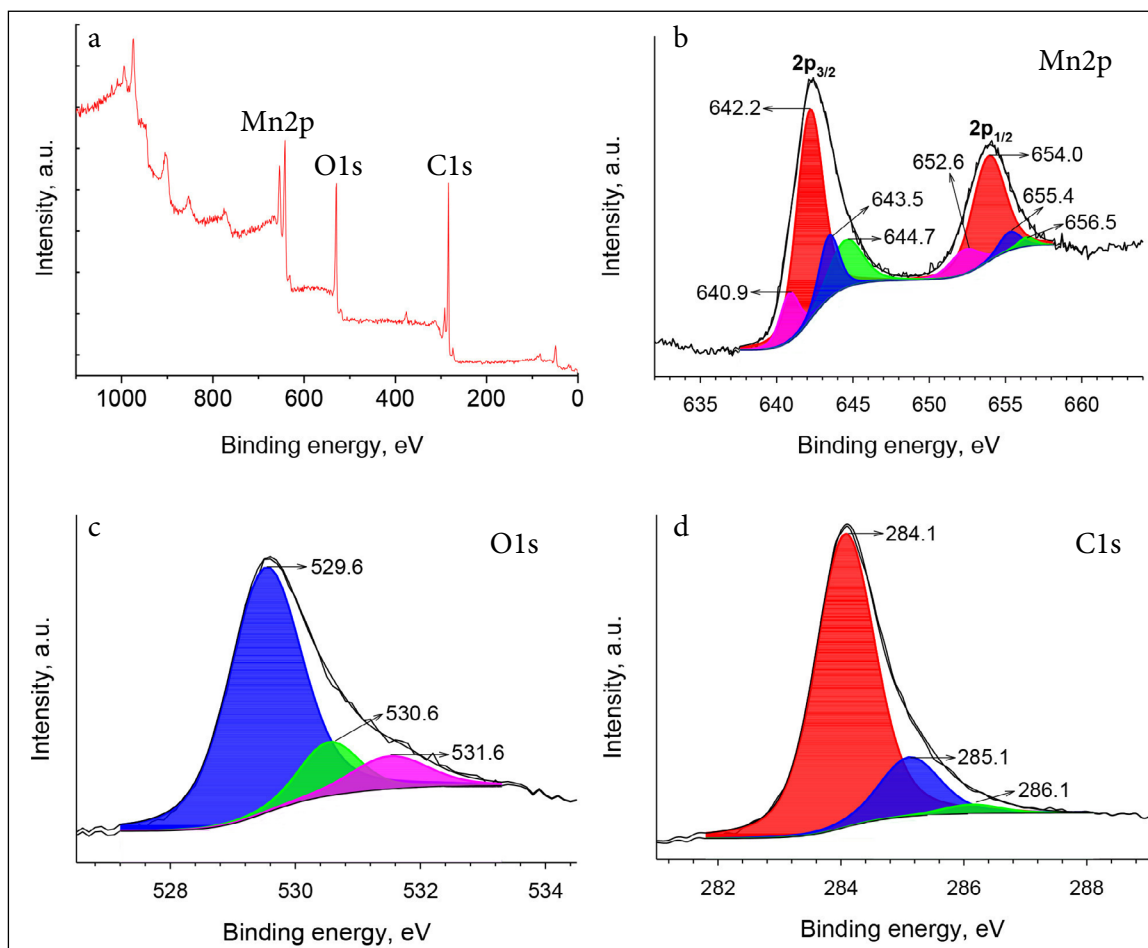 a
Mn2p
O1s
C1s
Intensity, a.u.
1000
800
600
400
200
0
Binding energy, eV
b
Mn2p
2p3/2
2p1/2
642.2
643.5
644.7
640.9
652.6
654.0
655.4
656.5
Intensity, a.u.
635
640
645
650
655
660
Binding energy, eV
c
O1s
529.6
530.6
531.6
Intensity, a.u.
528
530
532
534
Binding energy, eV
d
C1s
284.1
285.1
286.1
Intensity, a.u.
282
284
286
288
Binding energy, eV